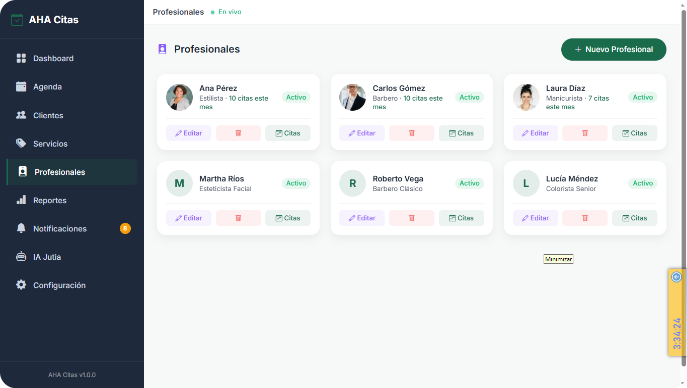 AHA Citas
Dashboard
Agenda
Clientes
Servicios
Profesionales
Reportes
Notificaciones
IA Jutia
Configuración
AHA Citas v1.0.0
Profesionales
En vivo
Profesionales
+ Nuevo Profesional
Ana Pérez
Estilista · 10 citas este
mes
Activo
Editar
Citas
Carlos Gómez
Barbero · 10 citas este
mes
Activo
Editar
Citas
Laura Díaz
Manicurista · 7 citas
este mes
Activo
Editar
Citas
M
Martha Ríos
Esteticista Facial
Activo
Editar
Citas
R
Roberto Vega
Barbero Clásico
Activo
Editar
Citas
L
Lucía Méndez
Colorista Senior
Activo
Editar
Citas
Minimizar
3:34:24